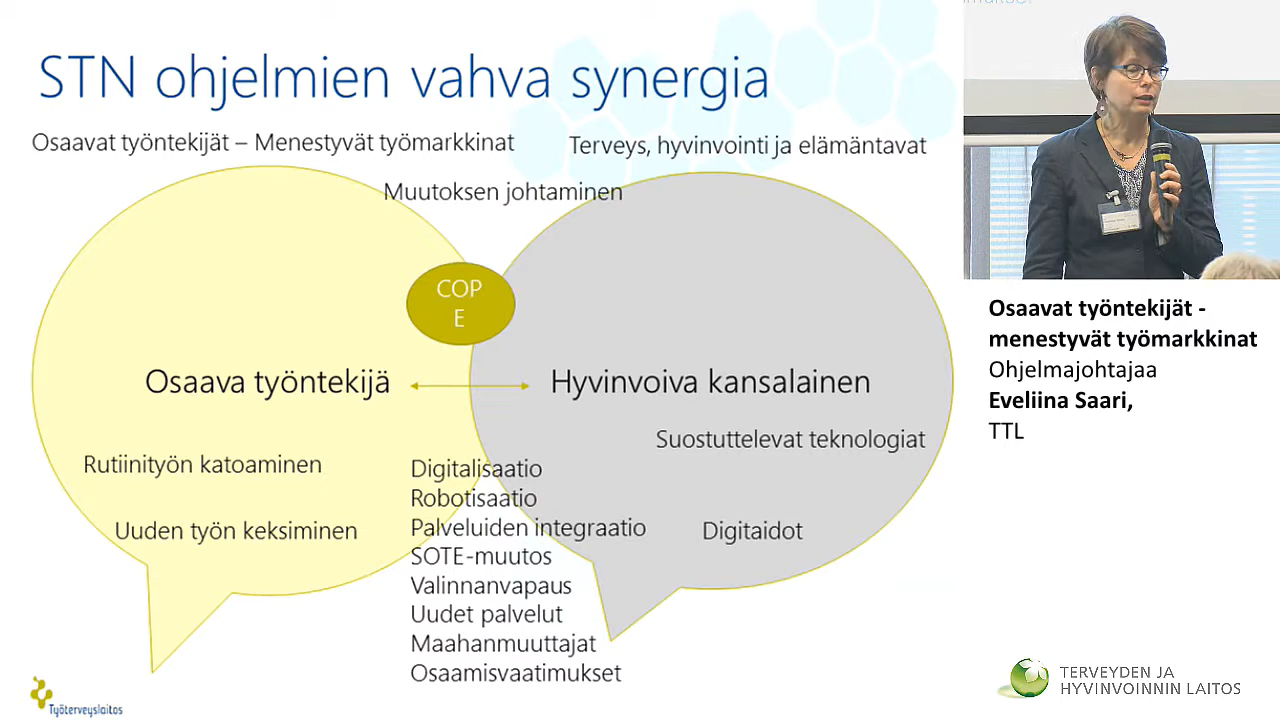 STN ohjelmien vahva synergia
Osaavat työntekijät – Menestyvät työmarkkinat
Terveys, hyvinvointi ja elämäntavat
Muutoksen johtaminen
COP
E
Osaava työntekijä
Hyvinvoiva kansalainen
Suostuttelevat teknologiat
Rutiinityön katoaminen
Uuden työn keksiminen
Digitaidot
Digitalisaatio
Robotisaatio
Palveluiden integraatio
SOTE-muutos
Valinnanvapaus
Uudet palvelut
Maahanmuuttajat
Osaamisvaatimukset
Työterveyslaitos
Osaavat työntekijät -
menestyvät työmarkkinat
Ohjelmajohtajaa
Eveliina Saari,
TTL
TERVEYDEN JA
HYVINVOINNIN LAITOS